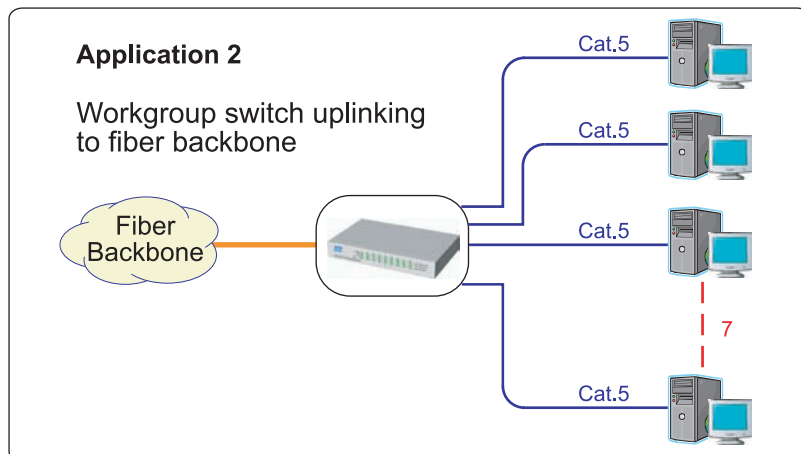 Application 2
Workgroup switch uplinking
to fiber backbone
Fiber
Backbone
Cat.5
Cat.5
Cat.5
7
Cat.5